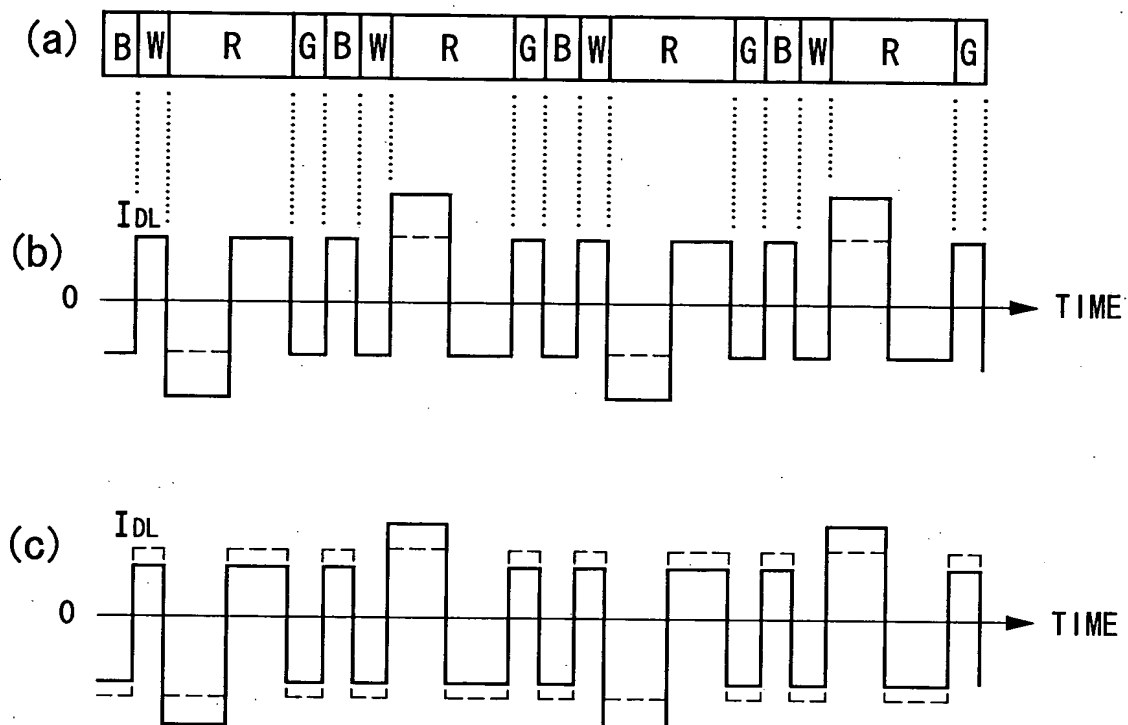 (a) B W R G B W R G B W R G B W R G
IDL
(b)
0 TIME
IDL
(c)
0 TIME